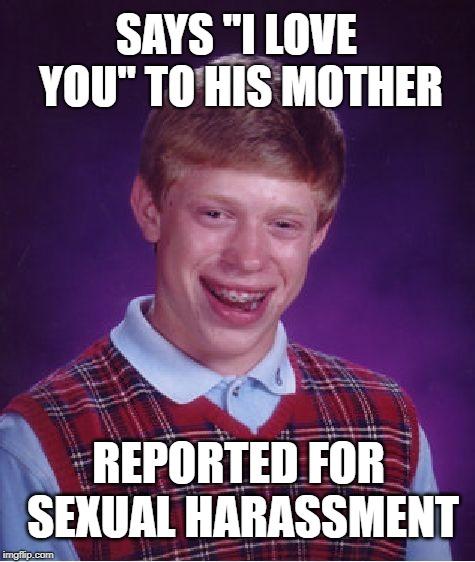 SAYS "I LOVE
YOU" TO HIS MOTHER
REPORTED FOR
SEXUAL HARASSMENT
imgflip.com